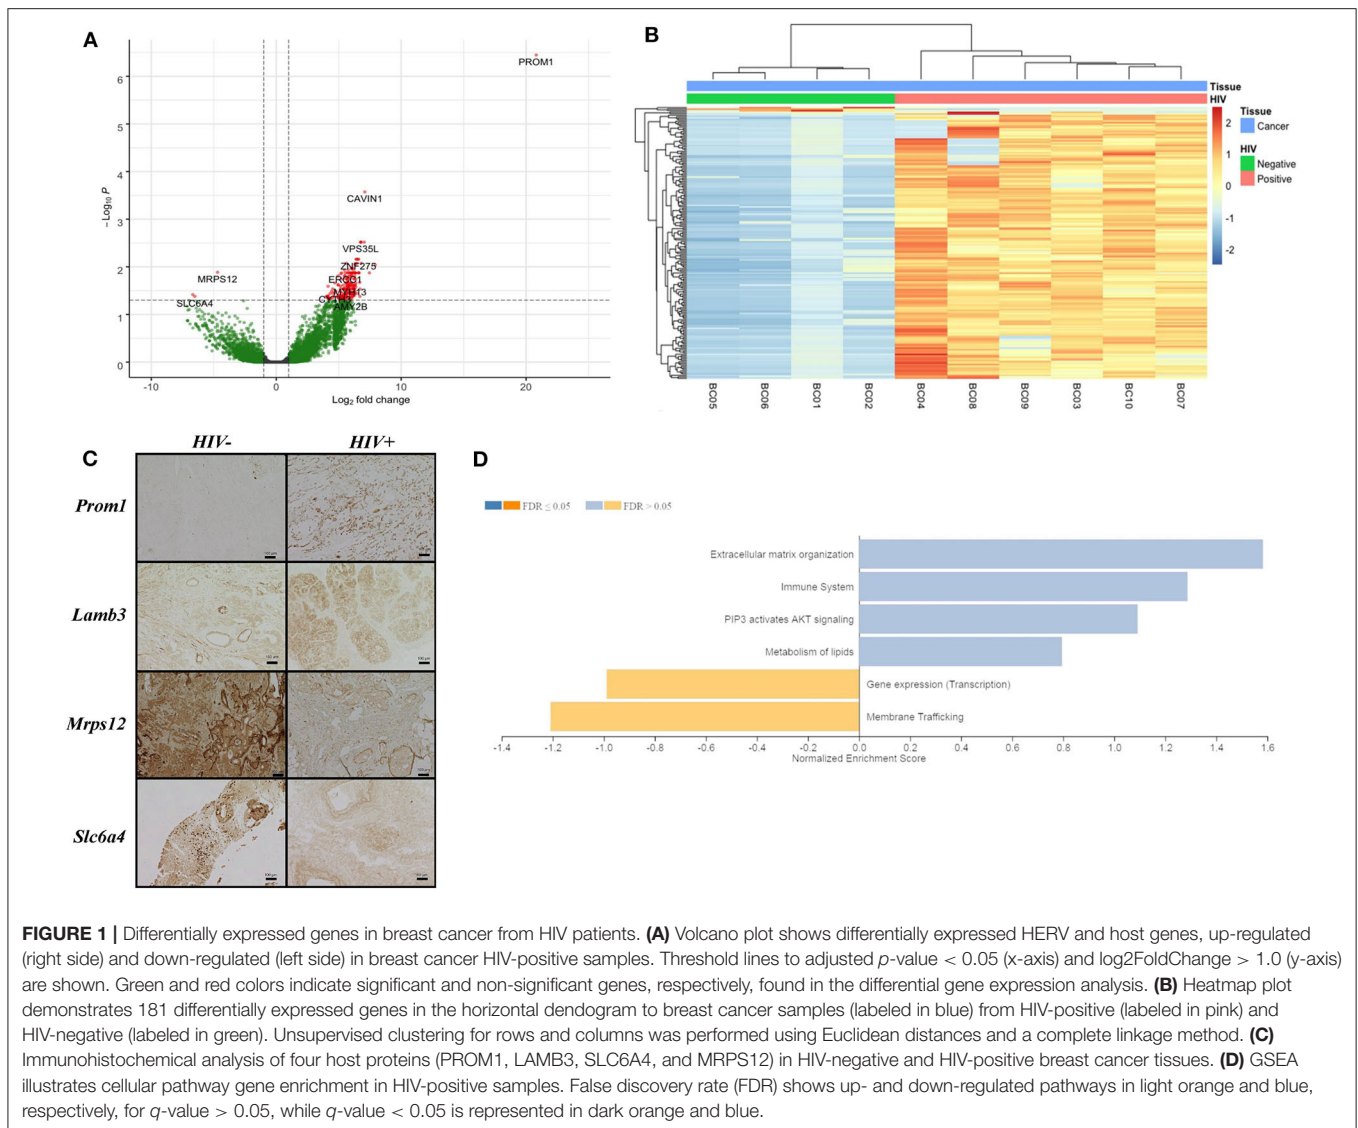 A
PROM1
CAVIN1
VPS35L
ZNF275
ERCC1
MYH13
AMY2B
MRPS12
SLC6A4
6
5
4
3
2
1
0
−Log10 P
-10
0
10
20
Log2 fold change
B
Tissue
HIV
Tissue
Cancer
HIV
Negative
Positive
2
1
0
-1
-2
BC05
BC06
BC01
BC02
BC04
BC08
BC09
BC03
BC10
BC07
C
HIV-
HIV+
Prom1
Lamb3
Mrps12
Slc6a4
D
FDR ≤ 0.05
FDR > 0.05
Extracellular matrix organization
Immune System
PIP3 activates AKT signaling
Metabolism of lipids
Gene expression (Transcription)
Membrane Trafficking
-1.4 -1.2 -1.0 -0.8 -0.6 -0.4 -0.2 0.0 0.2 0.4 0.6 0.8 1.0 1.2 1.4 1.6
Normalized Enrichment Score
FIGURE 1 | Differentially expressed genes in breast cancer from HIV patients. (A) Volcano plot shows differentially expressed HERV and host genes, up-regulated
(right side) and down-regulated (left side) in breast cancer HIV-positive samples. Threshold lines to adjusted p-value < 0.05 (x-axis) and log2FoldChange > 1.0 (y-axis)
are shown. Green and red colors indicate significant and non-significant genes, respectively, found in the differential gene expression analysis. (B) Heatmap plot
demonstrates 181 differentially expressed genes in the horizontal dendogram to breast cancer samples (labeled in blue) from HIV-positive (labeled in pink) and
HIV-negative (labeled in green). Unsupervised clustering for rows and columns was performed using Euclidean distances and a complete linkage method. (C)
Immunohistochemical analysis of four host proteins (PROM1, LAMB3, SLC6A4, and MRPS12) in HIV-negative and HIV-positive breast cancer tissues. (D) GSEA
illustrates cellular pathway gene enrichment in HIV-positive samples. False discovery rate (FDR) shows up- and down-regulated pathways in light orange and blue,
respectively, for q-value > 0.05, while q-value < 0.05 is represented in dark orange and blue.